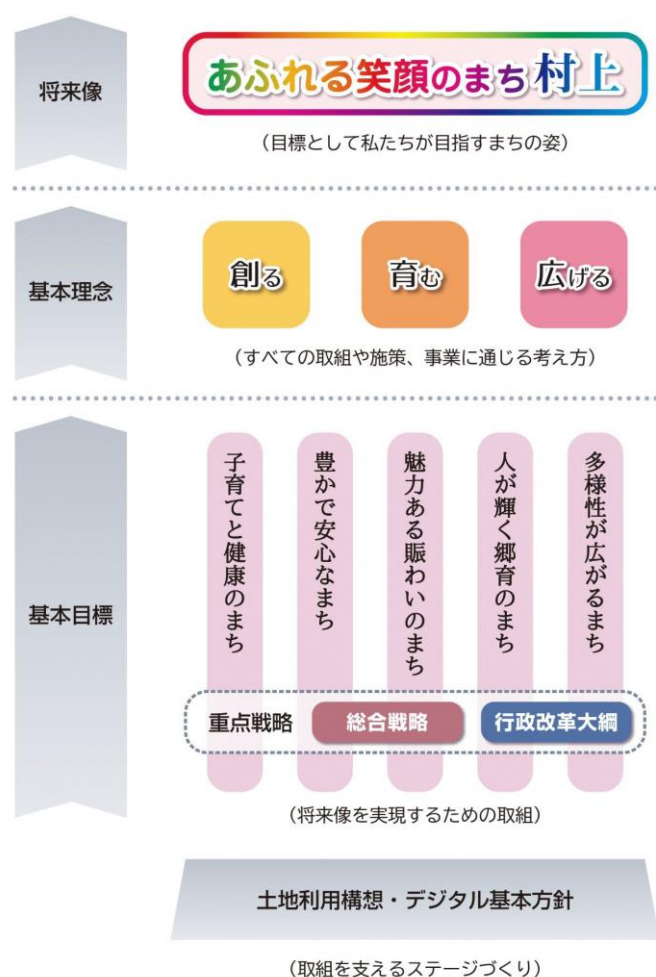 将来像
あふれる笑顔のまち 村上
(目標として私たちが目指すまちの姿)
基本理念
創る
育む
広げる
(すべての取組や施策、事業に通じる考え方)
基本目標
子育てと健康のまち
豊かで安心なまち
魅力ある賑わいのまち
人が輝く郷育のまち
多様性が広がるまち
重点戦略
総合戦略
行政改革大綱
(将来像を実現するための取組)
土地利用構想・デジタル基本方針
(取組を支えるステージづくり)